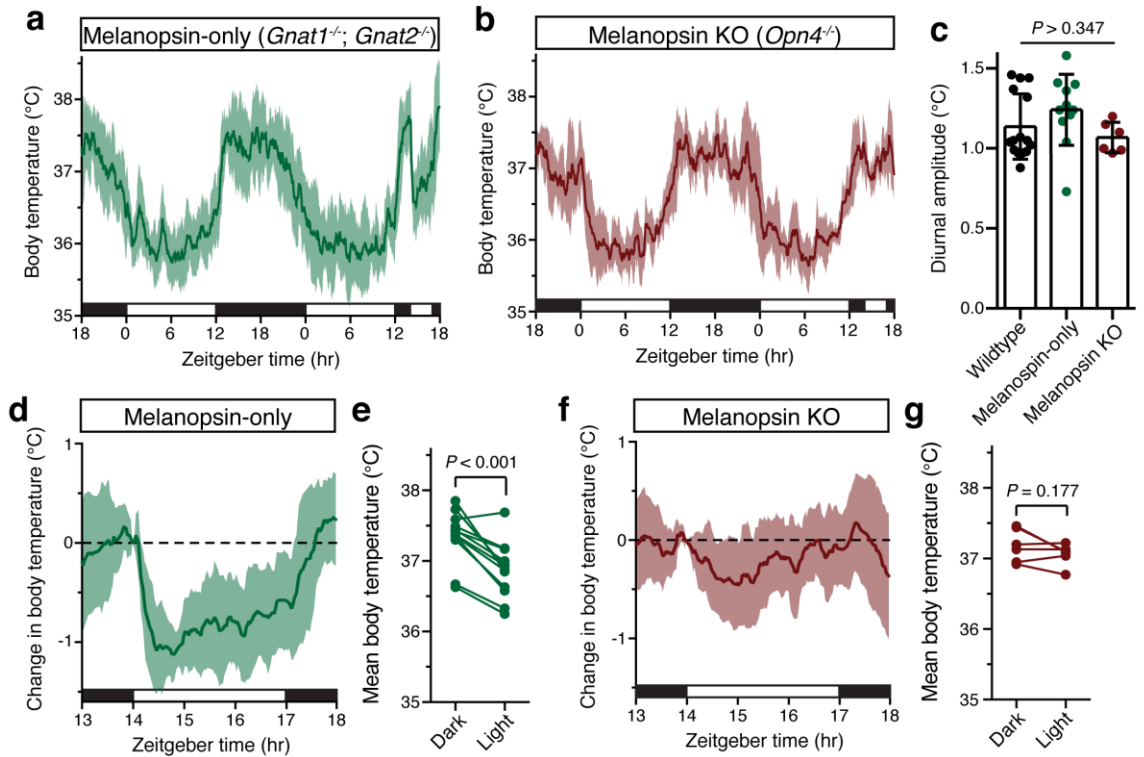 a
Melanopsin-only (Gnat1-/-; Gnat2-/-)
Body temperature (°C)
38
37
36
35
18 0 6 12 18 0 6 12 18
Zeitgeber time (hr)
b
Melanopsin KO (Opn4-/-)
Body temperature (°C)
38
37
36
35
18 0 6 12 18 0 6 12 18
Zeitgeber time (hr)
c
P > 0.347
Diurnal amplitude (°C)
1.5
1.0
0.0
Wildtype
Melanospin-only
Melanopsin KO
d
Melanopsin-only
Change in body temperature (°C)
1
0
-1
13 14 15 16 17 18
Zeitgeber time (hr)
e
P < 0.001
Mean body temperature (°C)
38
37
36
35
Dark
Light
f
Melanopsin KO
Change in body temperature (°C)
1
0
-1
13 14 15 16 17 18
Zeitgeber time (hr)
g
P = 0.177
Mean body temperature (°C)
38
37
36
35
Dark
Light